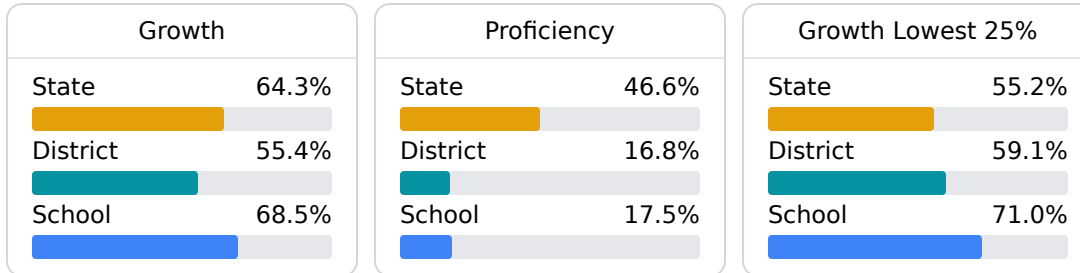 Growth
State 64.3%
District 55.4%
School 68.5%
Proficiency
State 46.6%
District 16.8%
School 17.5%
Growth Lowest 25%
State 55.2%
District 59.1%
School 71.0%